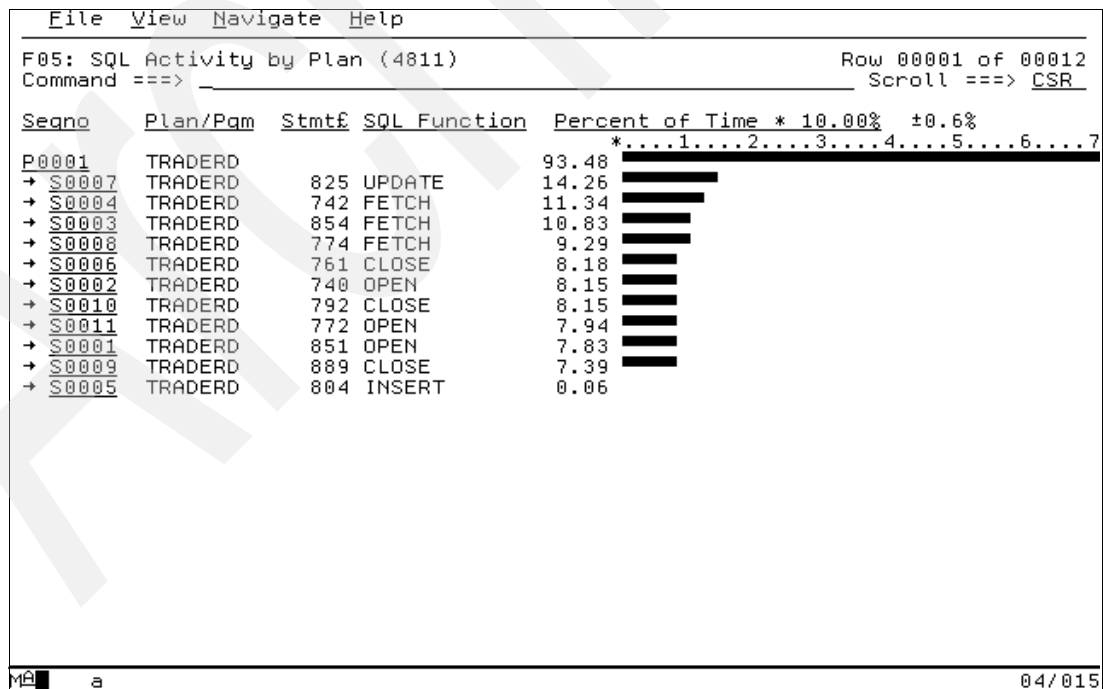 File View Navigate Help
F05: SQL Activity by Plan (4811) Row 00001 of 00012
Command ===> _ Scroll ===> CSR
Seqno Plan/Pgm Stmt£ SQL Function Percent of Time * 10.00% ±0.6%
*....1....2....3....4....5....6....7
P0001 TRADERD 93.48
→ S0007 TRADERD 825 UPDATE 14.26
→ S0004 TRADERD 742 FETCH 11.34
→ S0003 TRADERD 854 FETCH 10.83
→ S0008 TRADERD 774 FETCH 9.29
→ S0006 TRADERD 761 CLOSE 8.18
→ S0002 TRADERD 740 OPEN 8.15
→ S0010 TRADERD 792 CLOSE 8.15
→ S0011 TRADERD 772 OPEN 7.94
→ S0001 TRADERD 851 OPEN 7.83
→ S0009 TRADERD 889 CLOSE 7.39
→ S0005 TRADERD 804 INSERT 0.06
MA a 04/015